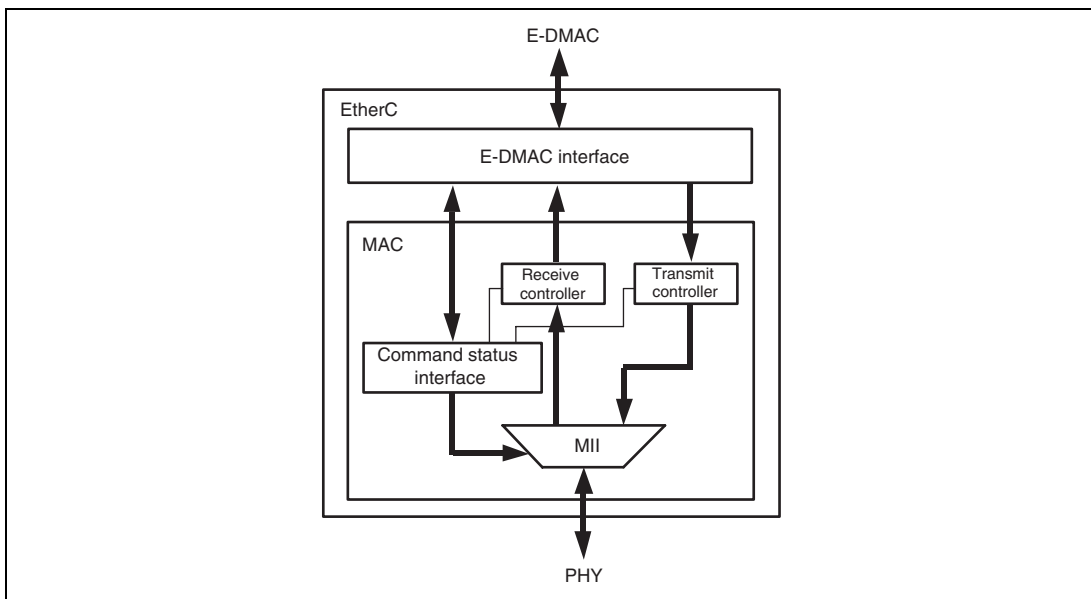 E-DMAC
EtherC
E-DMAC interface
MAC
Receive
controller
Transmit
controller
Command status
interface
MII
PHY